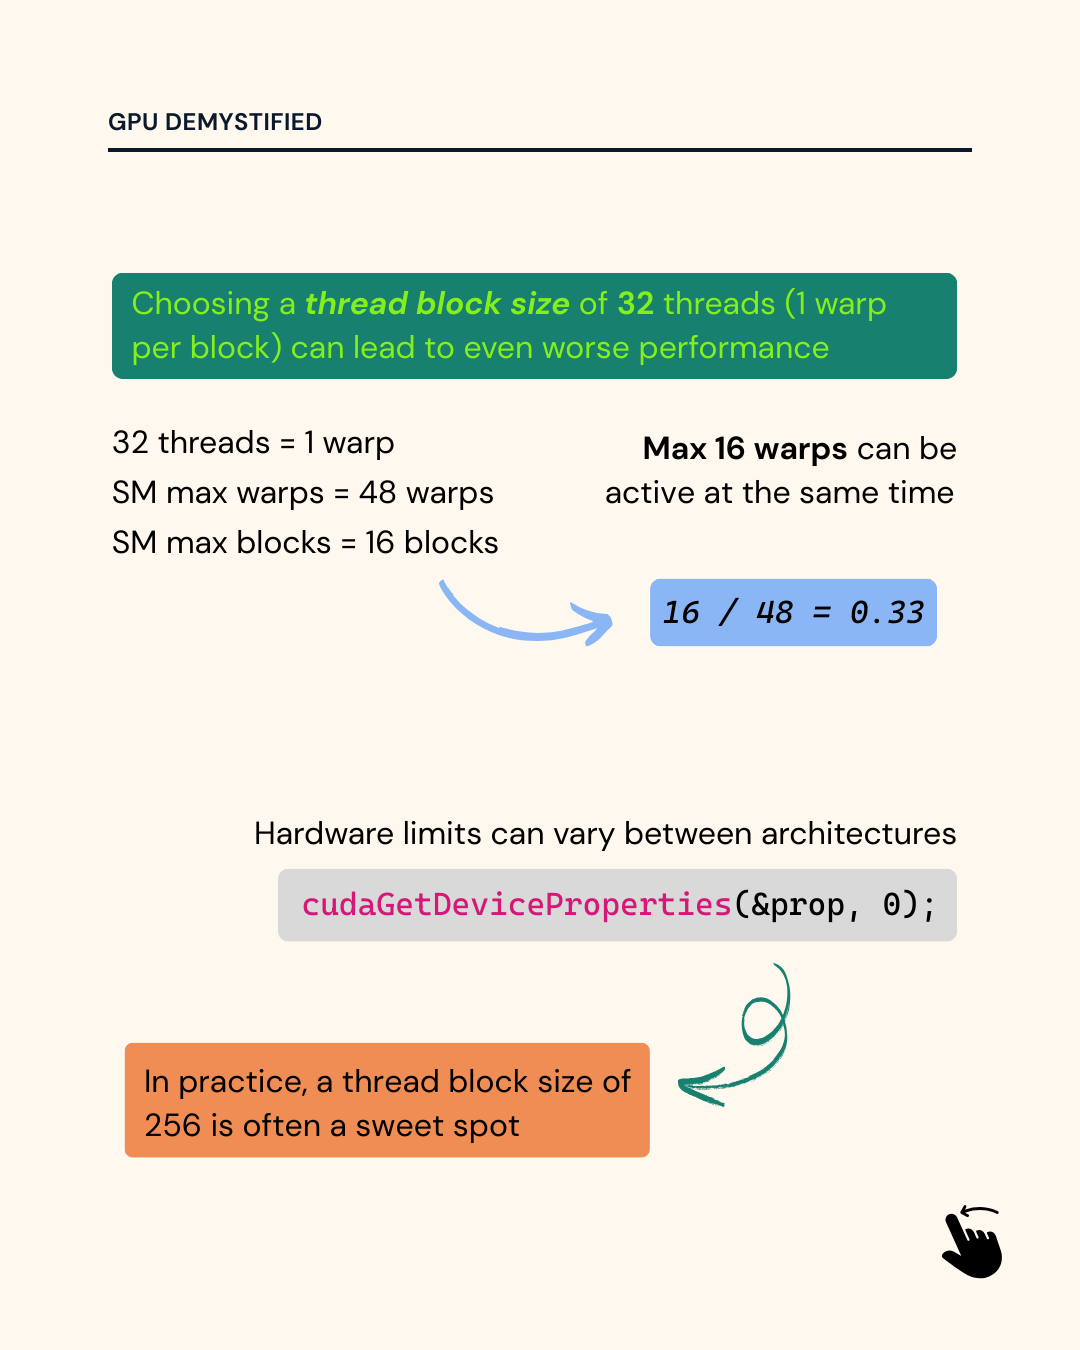 GPU DEMYSTIFIED
Choosing a thread block size of 32 threads (1 warp
per block) can lead to even worse performance
32 threads = 1 warp
SM max warps = 48 warps
SM max blocks = 16 blocks
Max 16 warps can be
active at the same time
16 / 48 = 0.33
Hardware limits can vary between architectures
cudaGetDeviceProperties(&prop, 0);
In practice, a thread block size of
256 is often a sweet spot